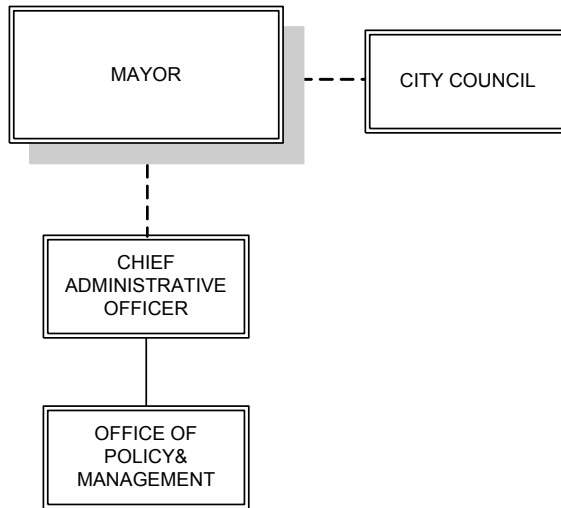 MAYOR
CITY COUNCIL
CHIEF
ADMINISTRATIVE
OFFICER
OFFICE OF
POLICY&
MANAGEMENT